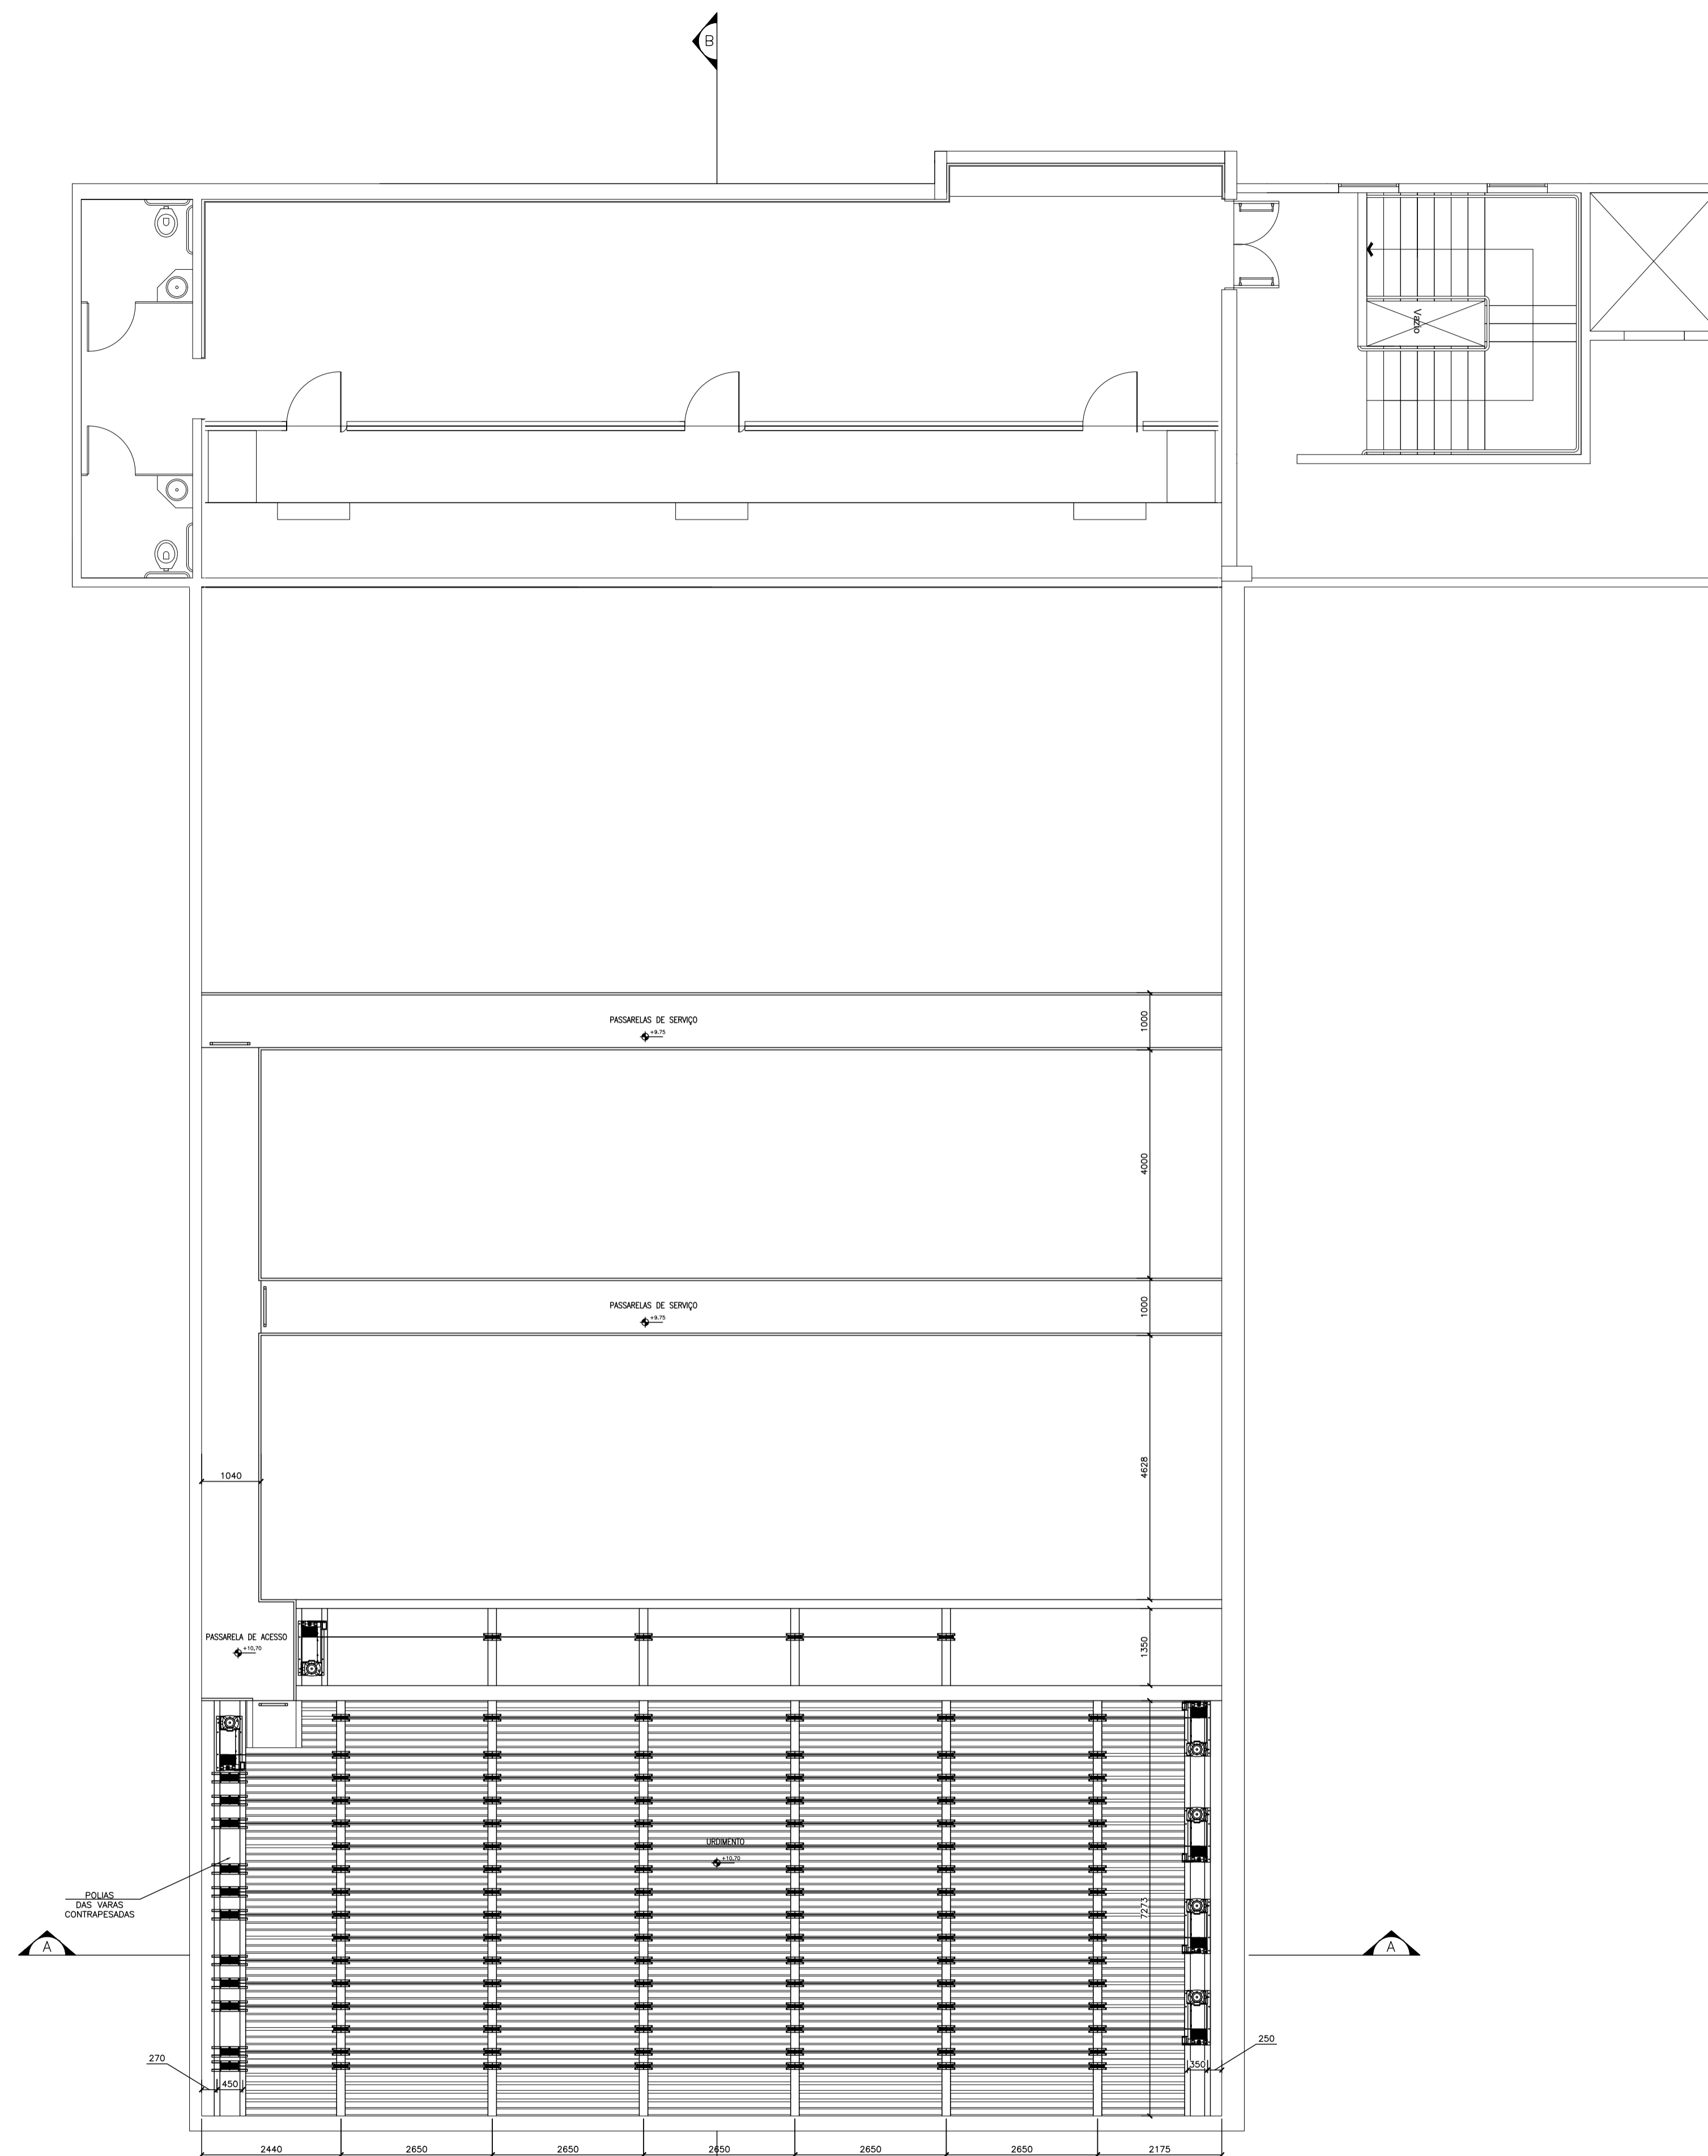 B
Vazio
PASSARELAS DE SERVIÇO
+9.75
1000
4000
PASSARELAS DE SERVIÇO
+9.75
1000
4628
1040
PASSARELA DE ACESSO
+10,70
1350
URDIMENTO
+10,70
7273
POLIAS
DAS VARAS
CONTRAPESADAS
A
A
250
350
270
450
2440
2650
2650
2650
2650
2650
2175